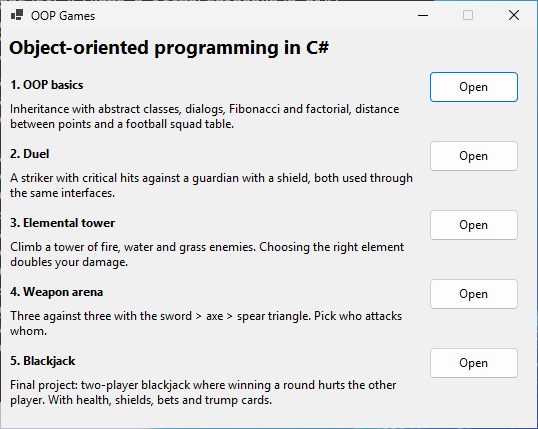 OOP Games
Object-oriented programming in C#
1. OOP basics
Open
Inheritance with abstract classes, dialogs, Fibonacci and factorial, distance
between points and a football squad table.
2. Duel
Open
A striker with critical hits against a guardian with a shield, both used through
the same interfaces.
3. Elemental tower
Open
Climb a tower of fire, water and grass enemies. Choosing the right element
doubles your damage.
4. Weapon arena
Open
Three against three with the sword > axe > spear triangle. Pick who attacks
whom.
5. Blackjack
Open
Final project: two-player blackjack where winning a round hurts the other
player. With health, shields, bets and trump cards.